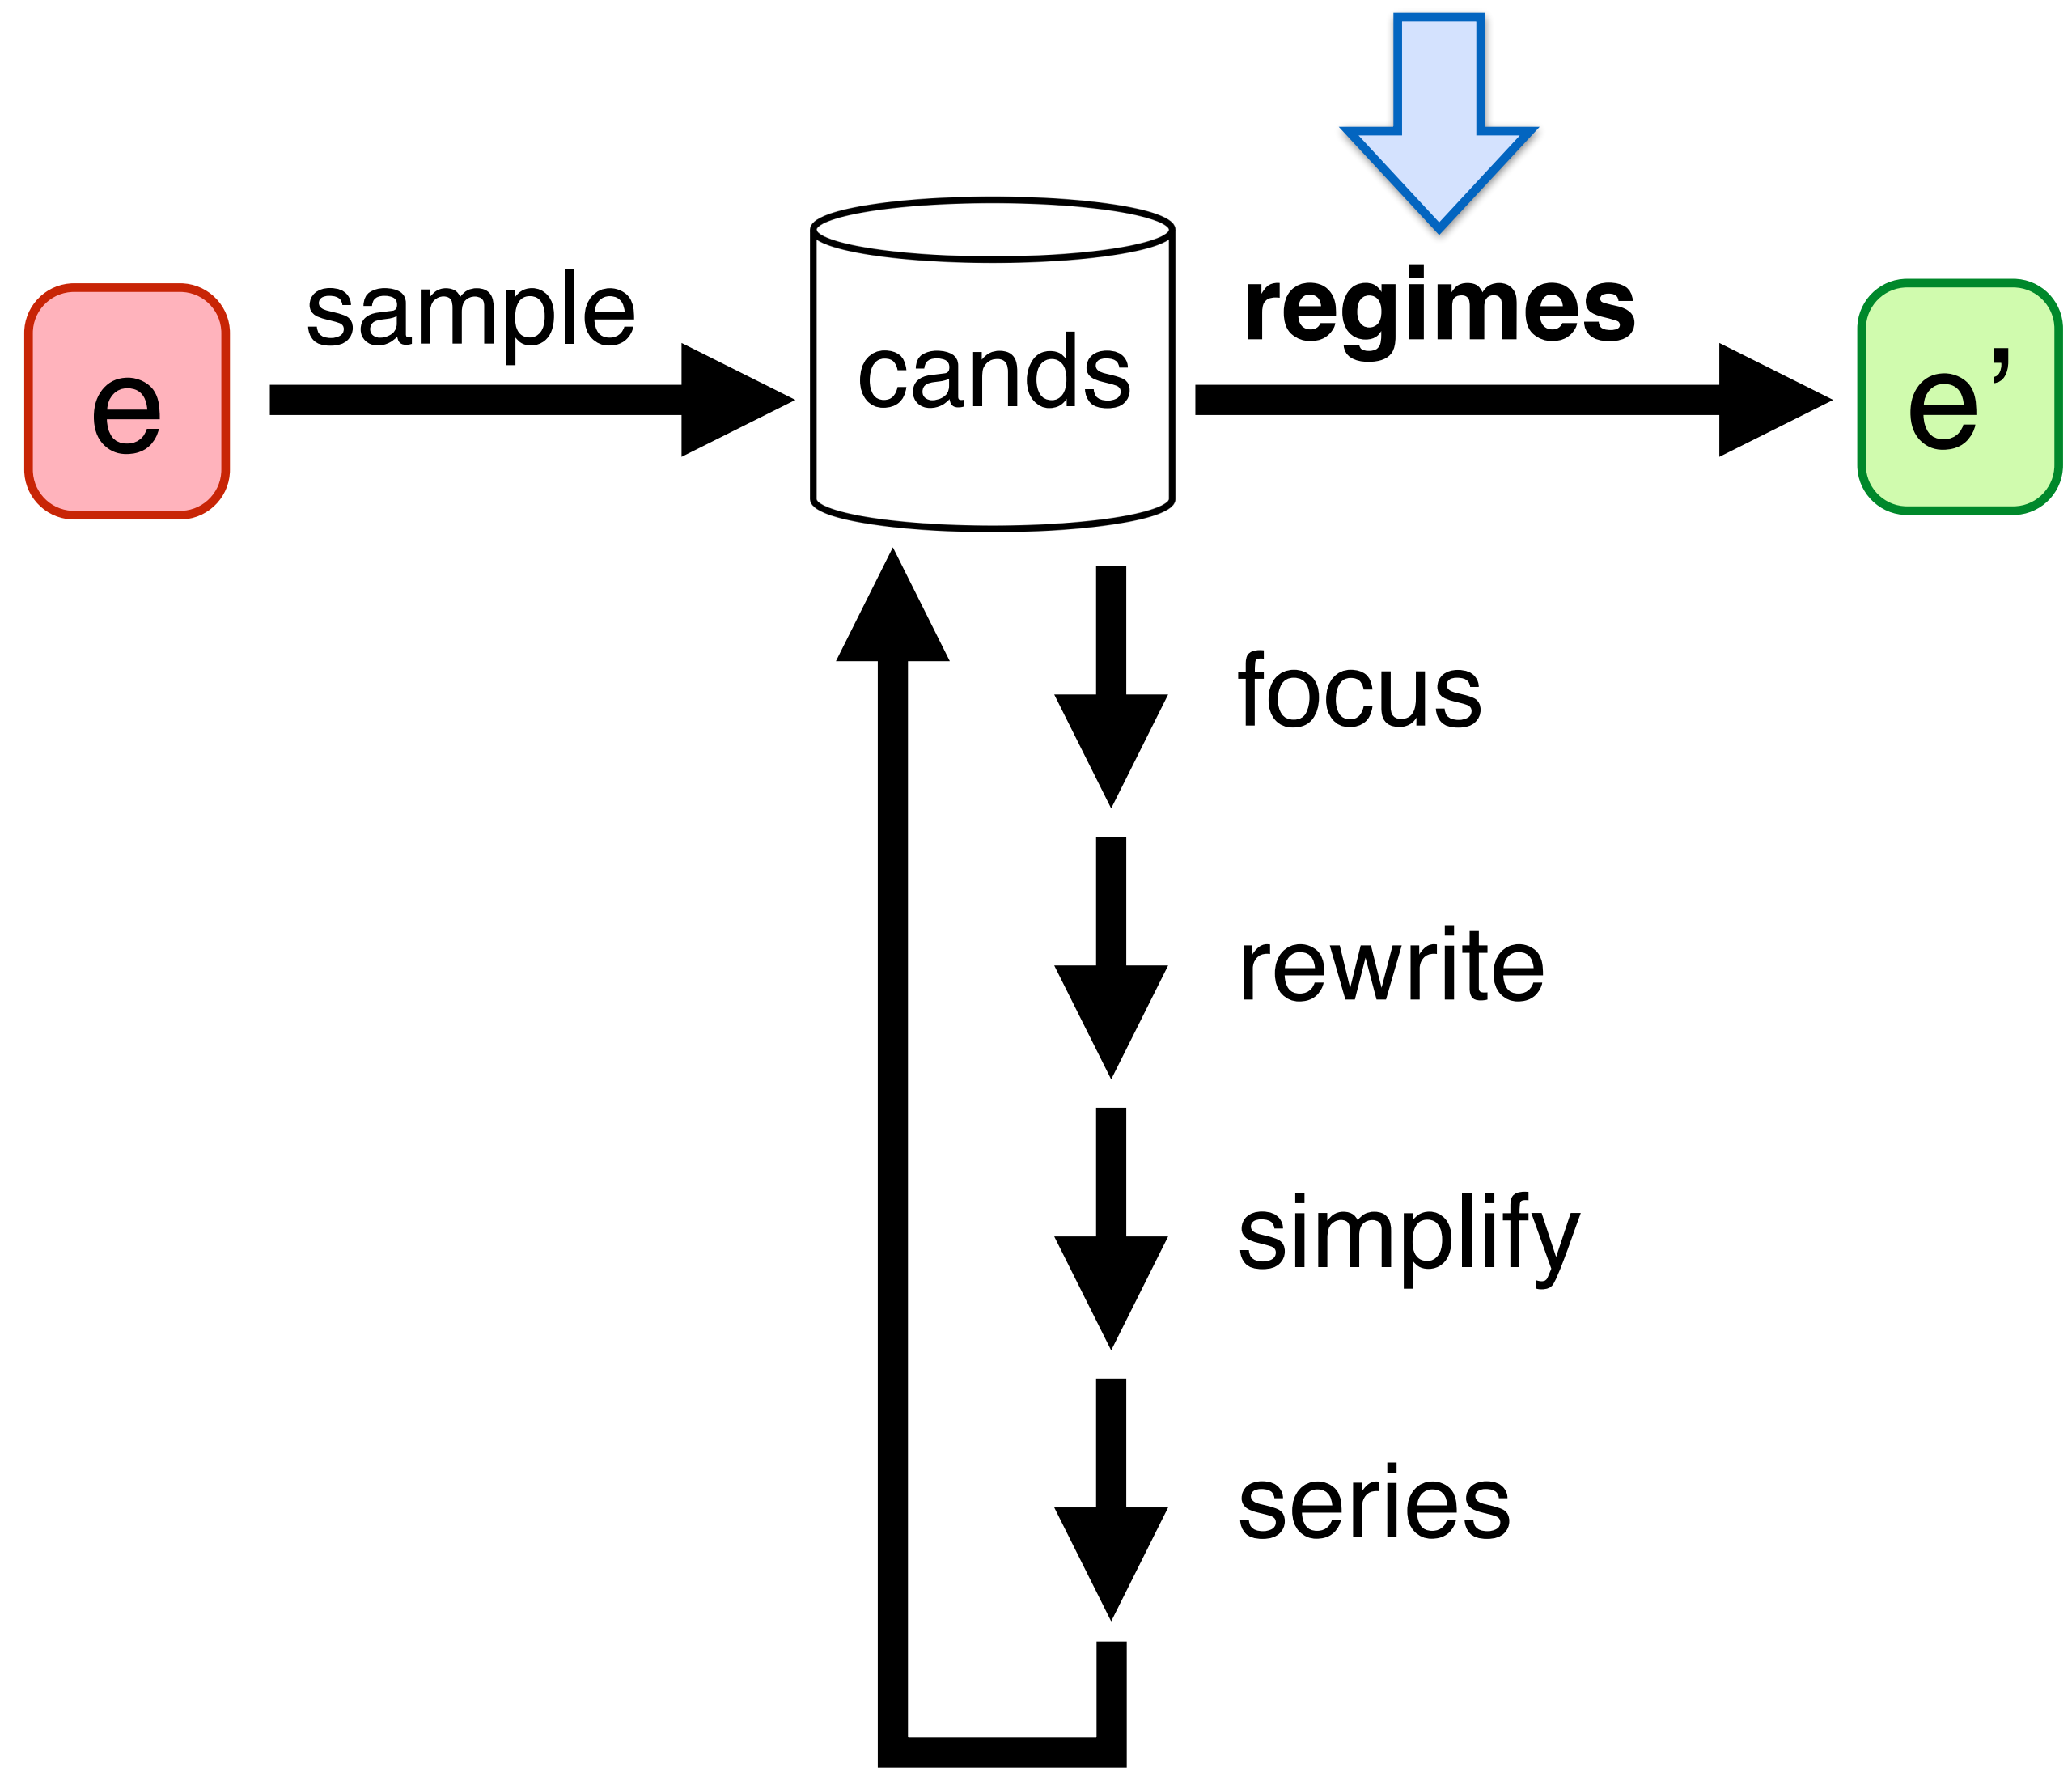 e
sample
cands
regimes
e’
focus
rewrite
simplify
series